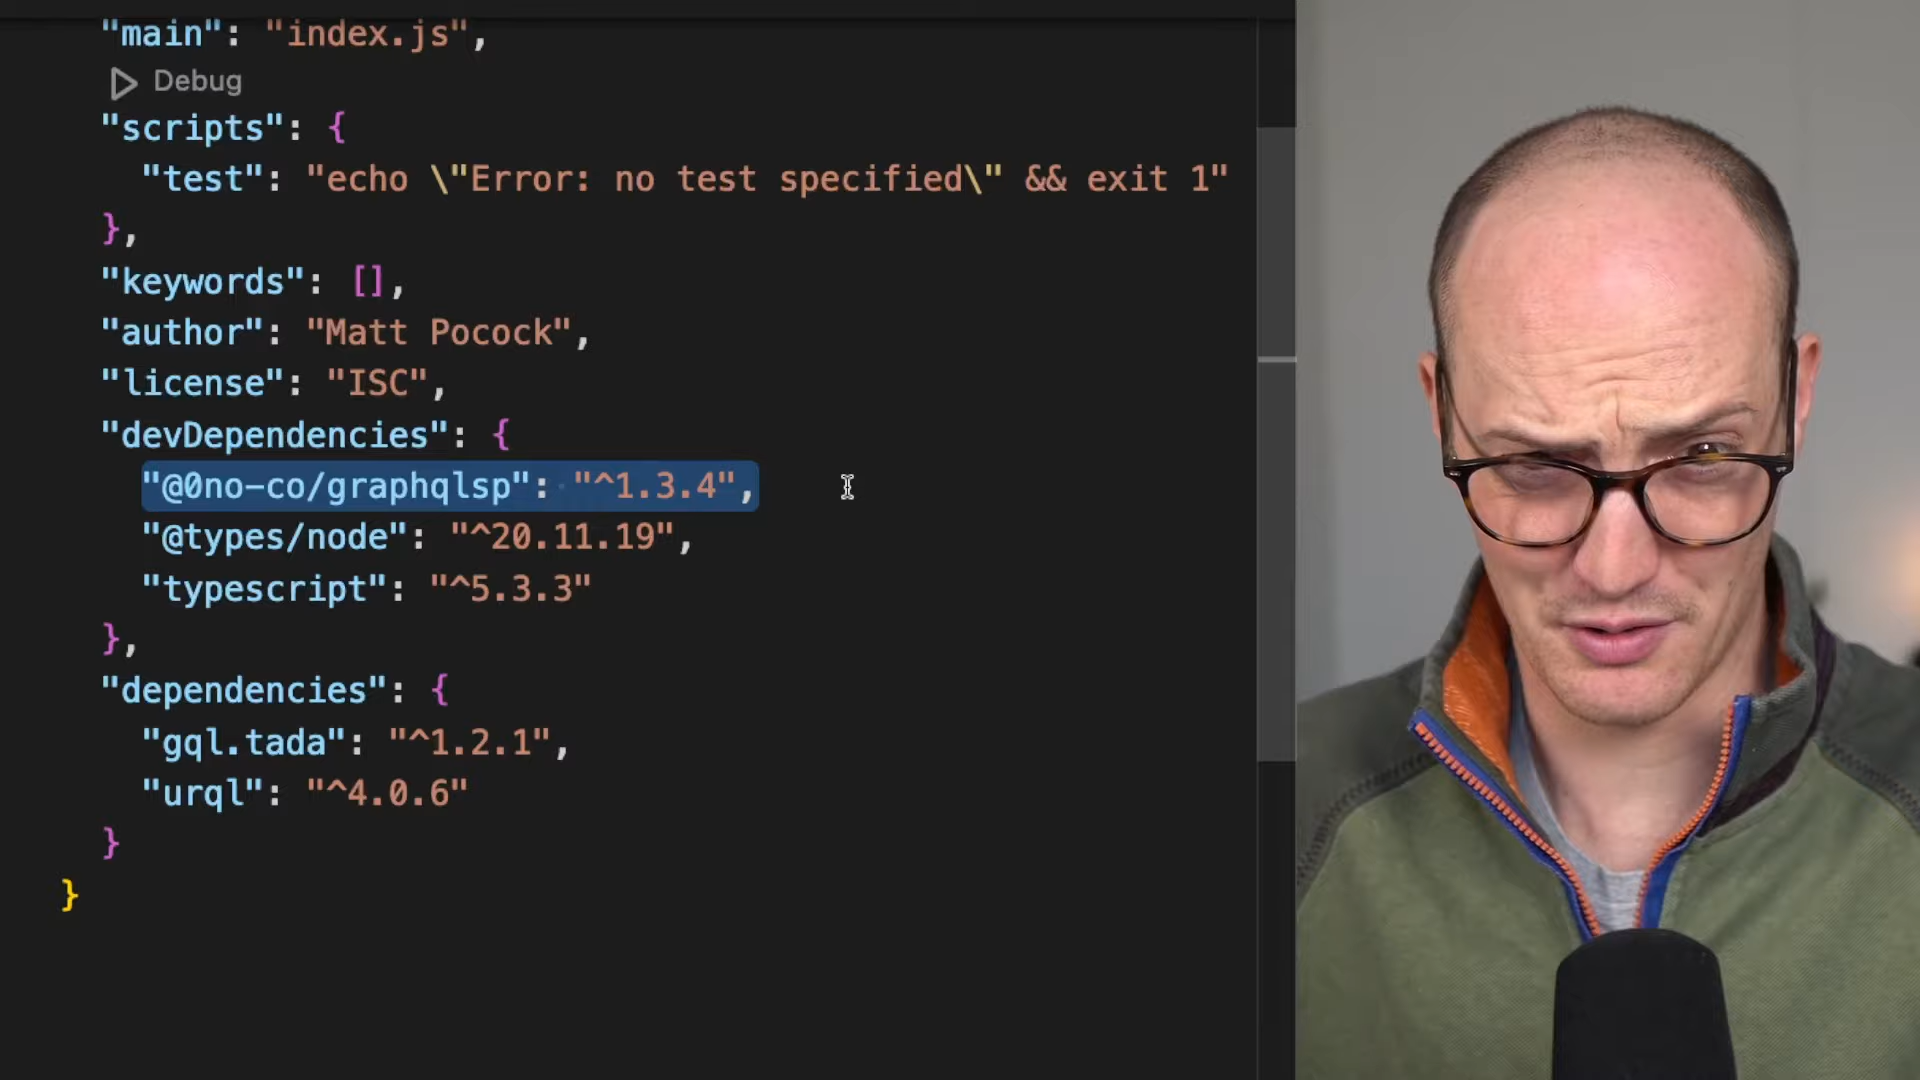 "main": "index.js",
Debug
"scripts": {
"test": "echo \"Error: no test specified\" && exit 1"
},
"keywords": [],
"author": "Matt Pocock",
"license": "ISC",
"devDependencies": {
"@0no-co/graphqlsp": "^1.3.4",
"@types/node": "^20.11.19",
"typescript": "^5.3.3"
},
"dependencies": {
"gql.tada": "^1.2.1",
"urql": "^4.0.6"
}
}